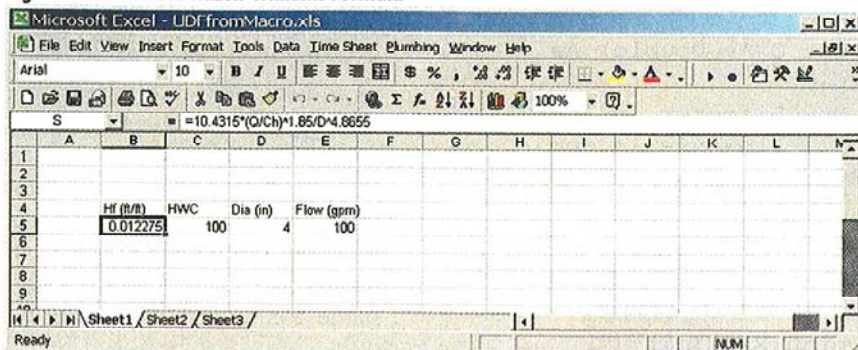 Microsoft Excel - UDFfromMacro.xls
File Edit View Insert Format Tools Data Time Sheet Plumbing Window Help
Arial 10 B I U $ % ,
Σ 100%
S = =10.4315*(Q/Ch)^1.85/D^4.8655
A B C D E F G H I J K L
1
2
3
4 Hf (ft/ft) HWC Dia (in) Flow (gpm)
5 0.012275 100 4 100
6
7
8
9
Sheet1 / Sheet2 / Sheet3 /
Ready NUM